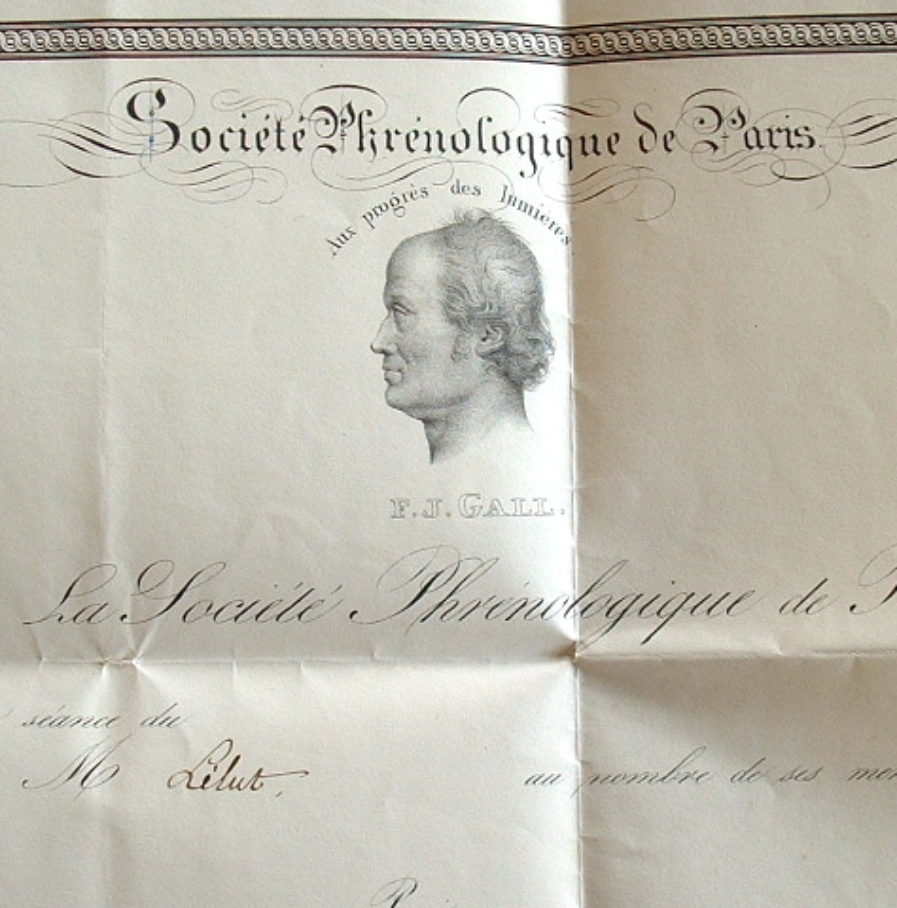 Société Phrénologique de Paris.
Aux progrès des lumières
F. J. GALL.
La Société Phrénologique de
séance du
M Lélut,
au nombre de ses